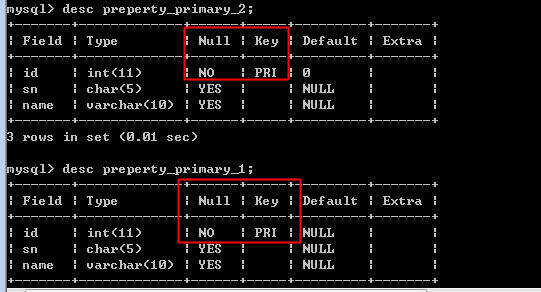 mysql> desc preperty_primary_2;
+-------+-------------+------+-----+---------+-------+
| Field | Type        | Null | Key | Default | Extra |
+-------+-------------+------+-----+---------+-------+
| id    | int(11)     | NO   | PRI | 0       |       |
| sn    | char(5)     | YES  |     | NULL    |       |
| name  | varchar(10) | YES  |     | NULL    |       |
+-------+-------------+------+-----+---------+-------+
3 rows in set (0.01 sec)
mysql> desc preperty_primary_1;
+-------+-------------+------+-----+---------+-------+
| Field | Type        | Null | Key | Default | Extra |
+-------+-------------+------+-----+---------+-------+
| id    | int(11)     | NO   | PRI |         |       |
| sn    | char(5)     | YES  |     | NULL    |       |
| name  | varchar(10) | YES  |     | NULL    |       |
+-------+-------------+------+-----+---------+-------+